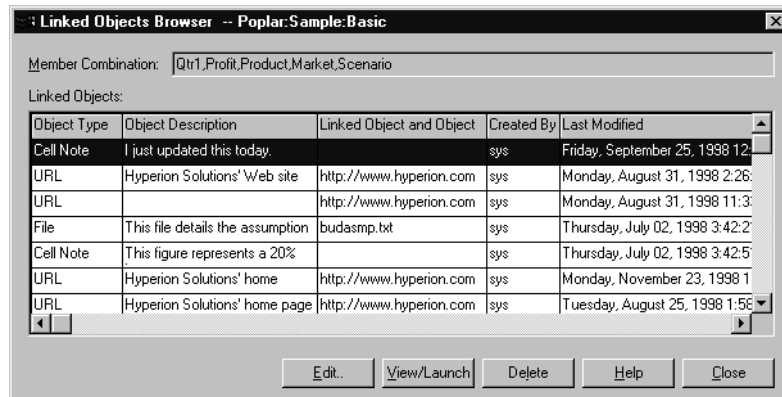 Linked Objects Browser -- Poplar:Sample:Basic
Member Combination: Qtr1,Profit,Product,Market,Scenario
Linked Objects:
Object Type Object Description Linked Object and Object Created By Last Modified
Cell Note I just updated this today. sys Friday, September 25, 1998 12:
URL Hyperion Solutions' Web site http://www.hyperion.com sys Monday, August 31, 1998 2:26:
URL http://www.hyperion.com sys Monday, August 31, 1998 11:3
File This file details the assumption budasmp.txt sys Thursday, July 02, 1998 3:42:2
Cell Note This figure represents a 20% sys Thursday, July 02, 1998 3:42:5
URL Hyperion Solutions' home http://www.hyperion.com sys Monday, November 23, 1998 1
URL Hyperion Solutions' home page http://www.hyperion.com sys Tuesday, August 25, 1998 1:58
Edit.. View/Launch Delete Help Close